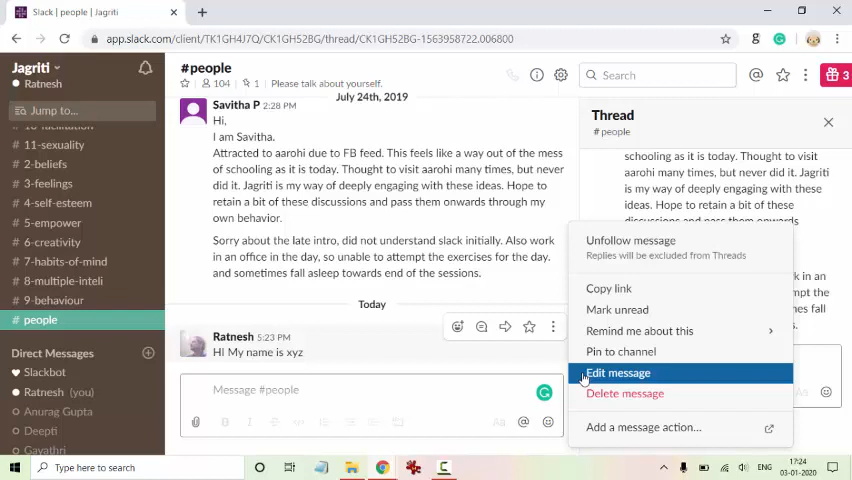 Slack | people | Jagriti
app.slack.com/client/TK1GH4J7Q/CK1GH52BG/thread/CK1GH52BG-1563958722.006800
Jagriti
Ratnesh
Jump to...
# 11-sexuality
# 2-beliefs
# 3-feelings
# 4-self-esteem
# 5-empower
# 6-creativity
# 7-habits-of-mind
# 8-multiple-inteli
# 9-behaviour
# people
Direct Messages
Slackbot
Ratnesh (you)
Anurag Gupta
Deepti
Gayathri
#people
104
1
Please talk about yourself.
Search
3
July 24th, 2019
Savitha P 2:28 PM
Hi,
I am Savitha.
Attracted to aarohi due to FB feed. This feels like a way out of the mess
of schooling as it is today. Thought to visit aarohi many times, but never
did it. Jagriti is my way of deeply engaging with these ideas. Hope to
retain a bit of these discussions and pass them onwards through my
own behavior.
Sorry about the late intro, did not understand slack initially. Also work
in an office in the day, so unable to attempt the exercises for the day.
and sometimes fall asleep towards end of the sessions.
Today
Ratnesh 5:23 PM
HI My name is xyz
Message #people
Aa
Thread
# people
schooling as it is today. Thought to visit
aarohi many times, but never did it. Jagriti
is my way of deeply engaging with these
ideas. Hope to retain a bit of these
discussions and pass them onwards
Unfollow message
Replies will be excluded from Threads
Copy link
Mark unread
Remind me about this
Pin to channel
Edit message
Delete message
Add a message action...
Type here to search
ENG
17:24
03-01-2020